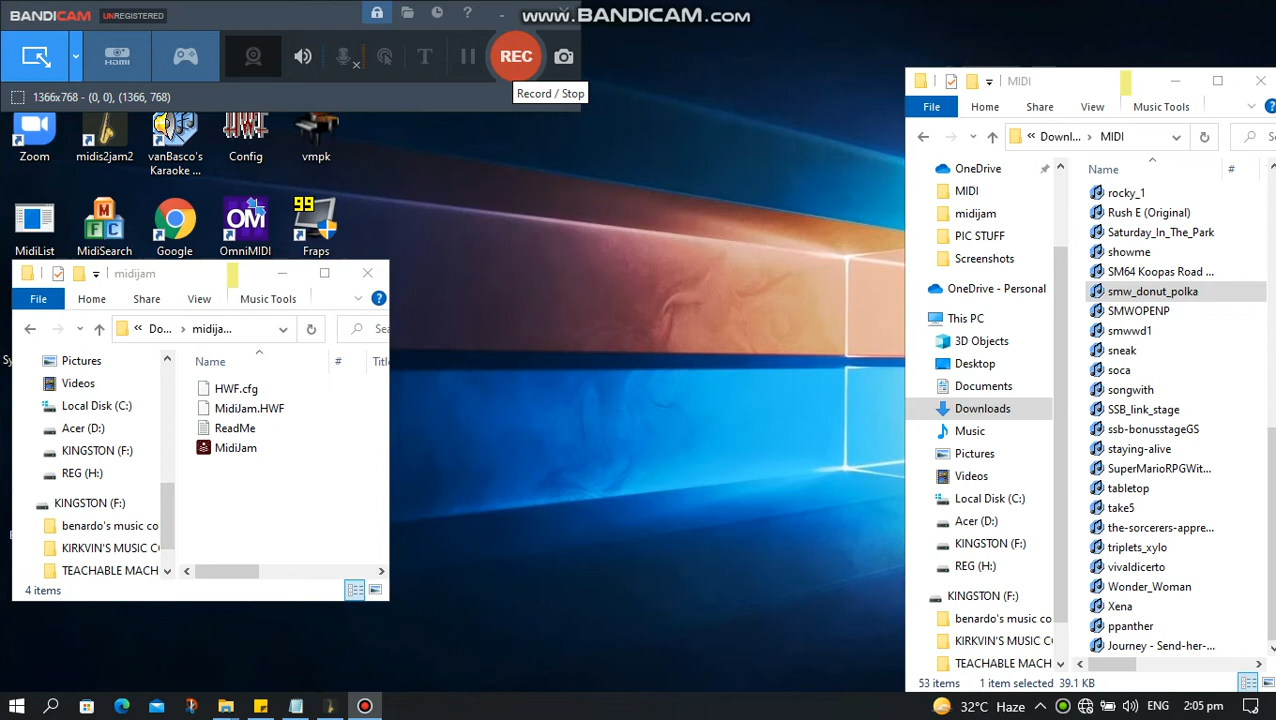 BANDICAM UNREGISTERED
www.BANDICAM.com
HDMI
T
REC
1366x768 - (0, 0), (1366, 768)
Record / Stop
Zoom
midis2jam2
vanBasco's
Karaoke ...
Config
vmpk
99
OM
MidiList
MidiSearch
Google
OmniMIDI
Fraps
midijam
File
Home
Share
View
Music Tools
Do...
midija...
Pictures
Videos
Local Disk (C:)
Acer (D:)
KINGSTON (F:)
REG (H:)
KINGSTON (F:)
benardo's music co
KIRKVIN'S MUSIC C
TEACHABLE MACH
Name
#
HWF.cfg
MidiJam.HWF
ReadMe
MidiJam
4 items
MIDI
File
Home
Share
View
Music Tools
Downl...
MIDI
S
OneDrive
MIDI
midijam
PIC STUFF
Screenshots
OneDrive - Personal
This PC
3D Objects
Desktop
Documents
Downloads
Music
Pictures
Videos
Local Disk (C:)
Acer (D:)
KINGSTON (F:)
REG (H:)
KINGSTON (F:)
benardo's music co
KIRKVIN'S MUSIC C
TEACHABLE MACH
Name
#
rocky_1
Rush E (Original)
Saturday_In_The_Park
showme
SM64 Koopas Road ...
smw_donut_polka
SMWOPENP
smwwd1
sneak
soca
songwith
SSB_link_stage
ssb-bonusstageGS
staying-alive
SuperMarioRPGWit...
tabletop
take5
the-sorcerers-appre...
triplets_xylo
vivaldicerto
Wonder_Woman
Xena
ppanther
Journey - Send-her-...
53 items
1 item selected 39.1 KB
32°C Haze
ENG
2:05 pm